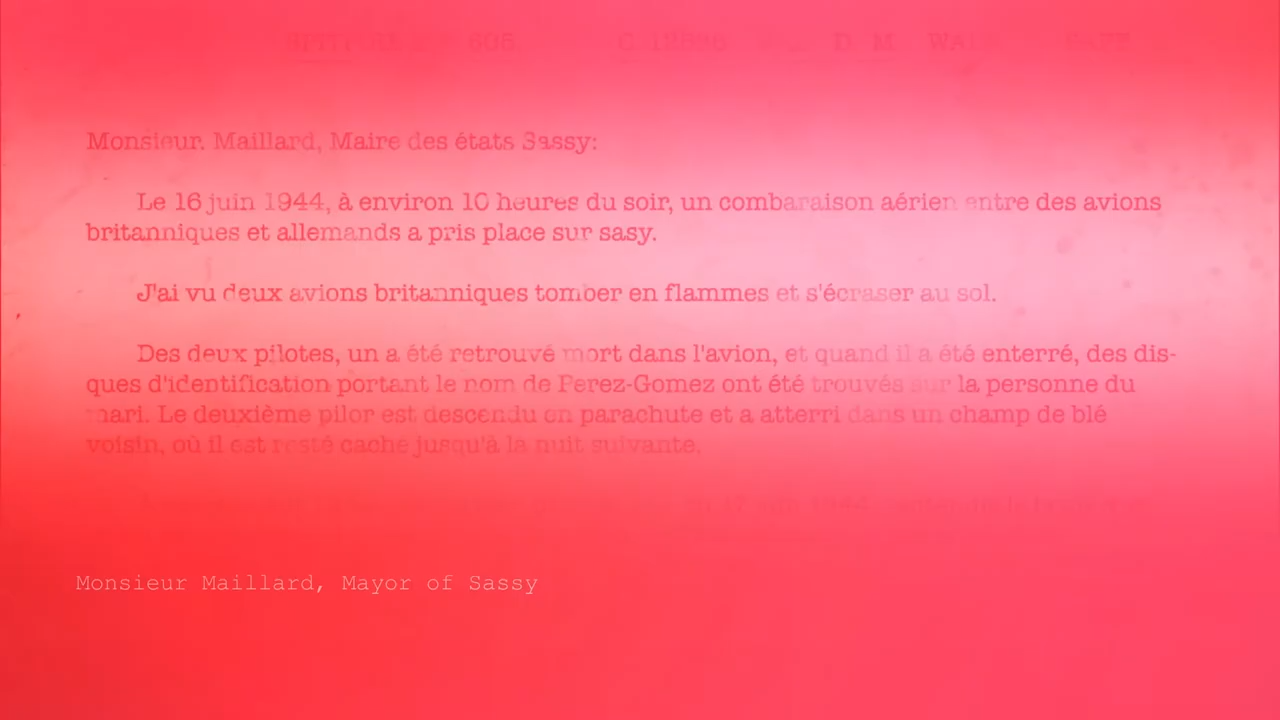 605
D. M.
Monsieur. Maillard, Maire des états Sassy:
Le 16 juin 1944, à environ 10 heures du soir, un combaraison aérien entre des avions
britanniques et allemands a pris place sur sasy.
J'ai vu deux avions britanniques tomber en flammes et s'écraser au sol.
Des deux pilotes, un a été retrouvé mort dans l'avion, et quand il a été enterré, des dis-
ques d'identification portant le nom de Perez-Gomez ont été trouvés sur la personne du
mari. Le deuxième pilor est descendu en parachute et a atterri dans un champ de blé
voisin, où il est resté cache jusqu'à la nuit suivante.
1944
Monsieur Maillard, Mayor of Sassy